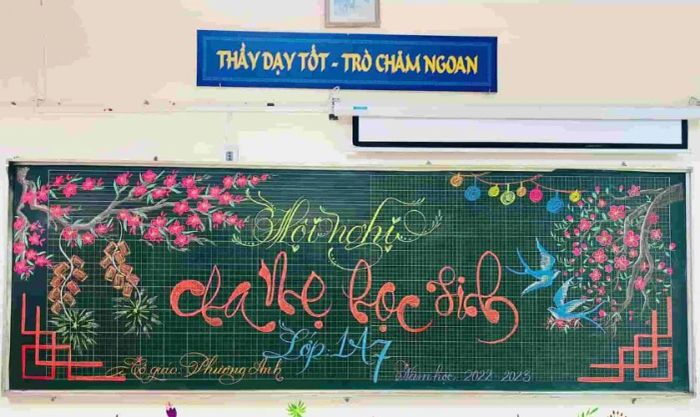 THẦY DẠY TỐT - TRÒ CHĂM NGOAN
Hội nghị
cha mẹ học sinh
Lớp: 1A7
Cô giáo: Phương Anh
Năm học: 2022-2023